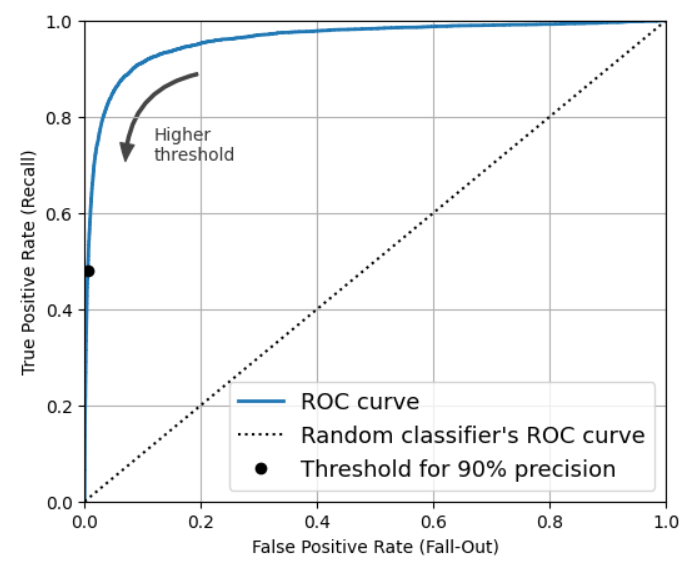 1.0
0.8
0.6
0.4
0.2
0.0
True Positive Rate (Recall)
Higher
threshold
ROC curve
Random classifier's ROC curve
Threshold for 90% precision
0.0 0.2 0.4 0.6 0.8 1.0
False Positive Rate (Fall-Out)